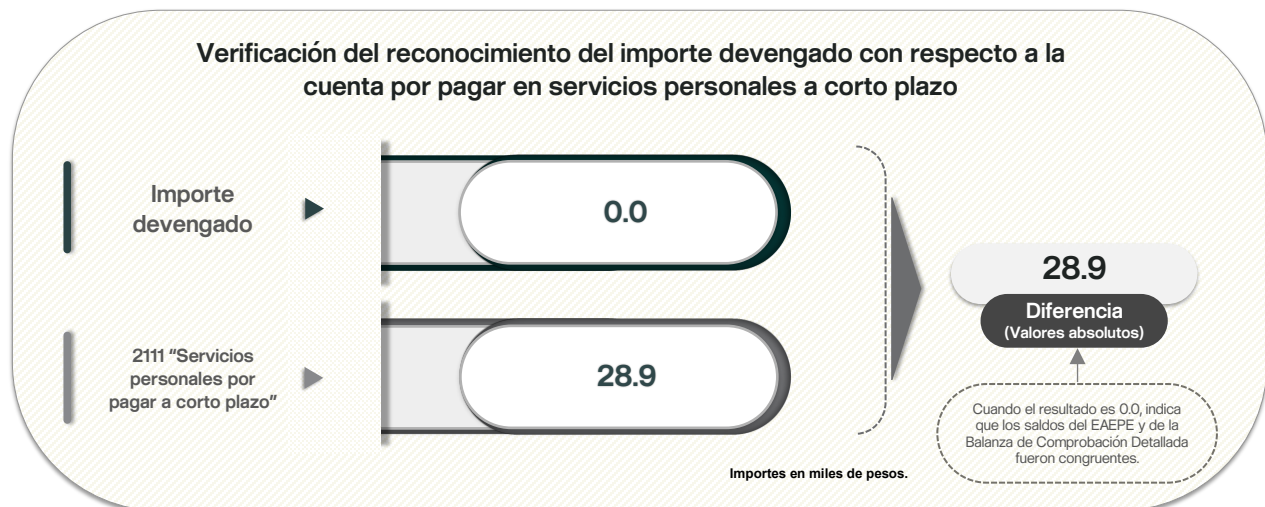 Verificación del reconocimiento del importe devengado con respecto a la
cuenta por pagar en servicios personales a corto plazo
Importe
devengado
0.0
2111 “Servicios
personales por
pagar a corto plazo”
28.9
28.9
Diferencia
(Valores absolutos)
Cuando el resultado es 0.0, indica
que los saldos del EAEPE y de la
Balanza de Comprobación Detallada
fueron congruentes.
Importes en miles de pesos.